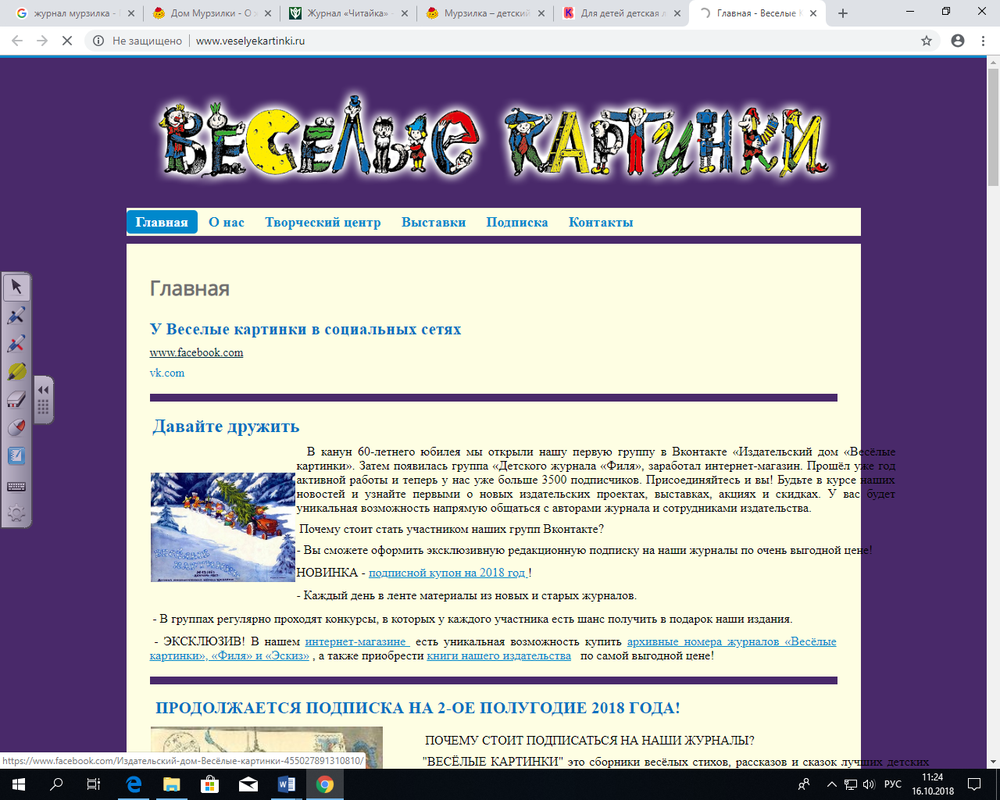 журнал мурзилка -
Дом Мурзилки - О
Журнал «Читайка» -
Мурзилка – детский
Для детей детская
Главная - Веселые
Не защищено
www.veselyekartinki.ru
ВЕСЁЛЫЕ КАРТИНКИ
Главная О нас Творческий центр Выставки Подписка Контакты
Главная
У Веселые картинки в социальных сетях
www.facebook.com
vk.com
Давайте дружить
В канун 60-летнего юбилея мы открыли нашу первую группу в Вконтакте «Издательский дом «Весёлые
картинки». Затем появилась группа «Детского журнала «Филя», заработал интернет-магазин. Прошёл уже год
активной работы и теперь у нас уже больше 3500 подписчиков. Присоединяйтесь и вы! Будьте в курсе наших
новостей и узнайте первыми о новых издательских проектах, выставках, акциях и скидках. У вас будет
уникальная возможность напрямую общаться с авторами журнала и сотрудниками издательства.
Почему стоит стать участником наших групп Вконтакте?
- Вы сможете оформить эксклюзивную редакционную подписку на наши журналы по очень выгодной цене!
НОВИНКА - подписной купон на 2018 год !
- Каждый день в ленте материалы из новых и старых журналов.
- В группах регулярно проходят конкурсы, в которых у каждого участника есть шанс получить в подарок наши издания.
- ЭКСКЛЮЗИВ! В нашем интернет-магазине есть уникальная возможность купить архивные номера журналов «Весёлые
картинки», «Филя» и «Эскиз» , а также приобрести книги нашего издательства по самой выгодной цене!
ПРОДОЛЖАЕТСЯ ПОДПИСКА НА 2-ОЕ ПОЛУГОДИЕ 2018 ГОДА!
ПОЧЕМУ СТОИТ ПОДПИСАТЬСЯ НА НАШИ ЖУРНАЛЫ?
"ВЕСЁЛЫЕ КАРТИНКИ" это сборники весёлых стихов, рассказов и сказок лучших детских
https://www.facebook.com/Издательский-дом-Весёлые-картинки-455027891310810/
РУС
11:24
16.10.2018